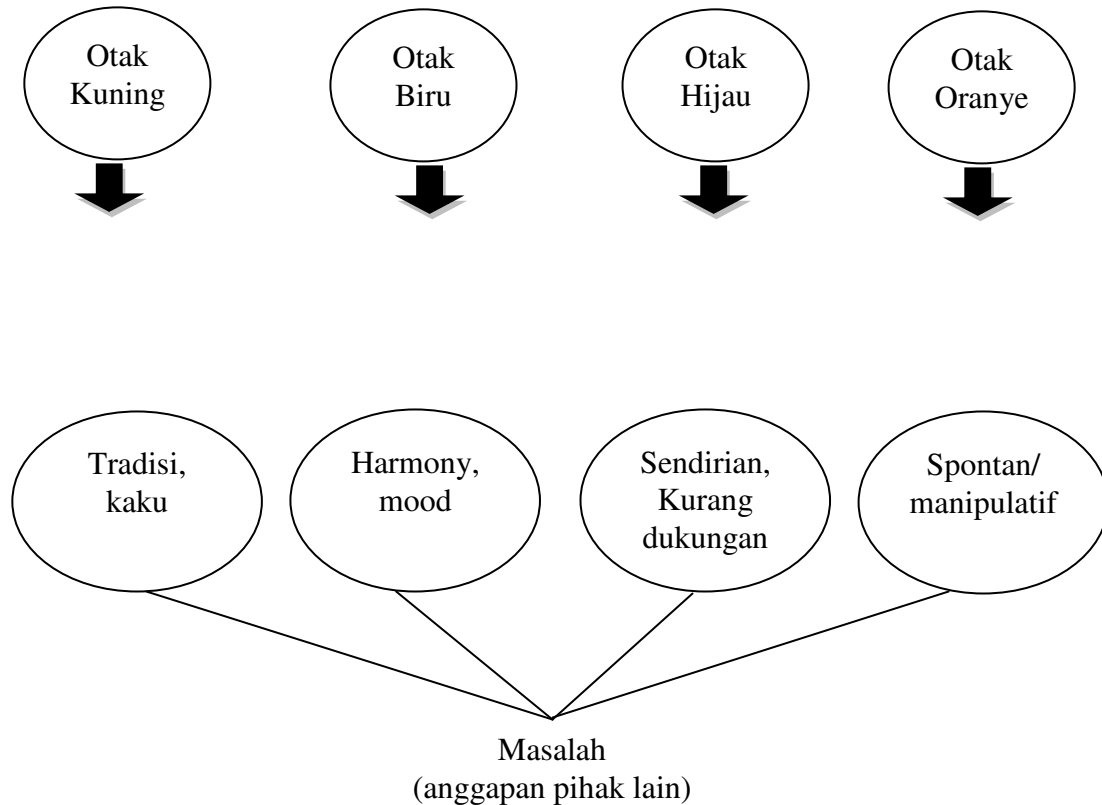 Otak
Kuning
Otak
Biru
Otak
Hijau
Otak
Oranye
Tradisi,
kaku
Harmony,
mood
Sendirian,
Kurang
dukungan
Spontan/
manipulatif
Masalah
(anggapan pihak lain)